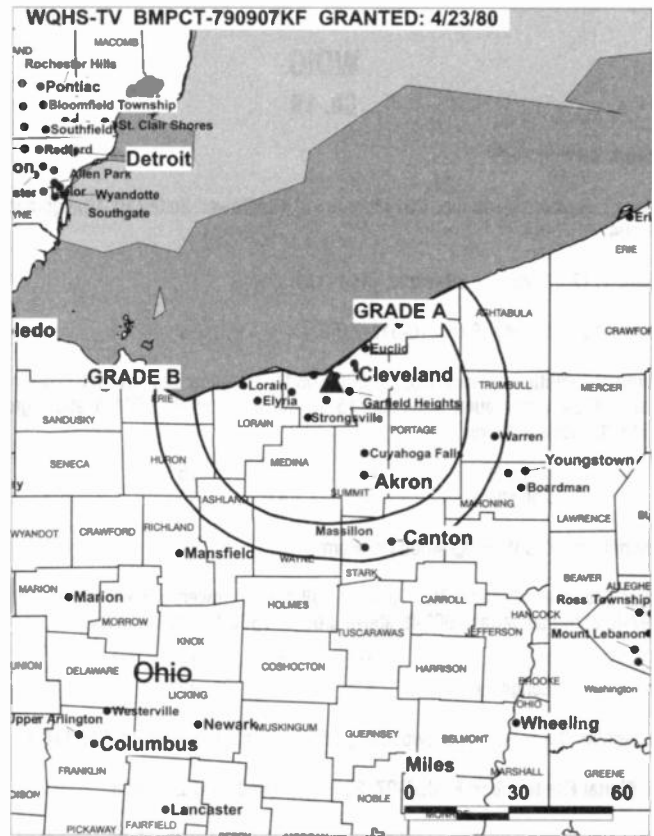 WQHS-TV BMPCT-790907KF GRANTED: 4/23/80
MACOMB
Rochester Hills
Pontiac
Bloomfield Township
Southfield
St. Clair Shores
Redford
Detroit
Allen Park
Wyandotte
Southgate
ERIE
GRADE A
ASHTABULA
CRAWFOR
ledo
Euclid
GRADE B
Cleveland
ERIE
Lorain
TRUMBULL
MERCER
Elyria
Garfield Heights
SANDUSKY
LORAIN
Strongsville
PORTAGE
Warren
SENECA
HURON
MEDINA
Cuyahoga Falls
Youngstown
Akron
Boardman
ASHLAND
SUMMIT
MAHONING
LAWRENCE
WYANDOT
CRAWFORD
RICHLAND
Massillon
Canton
Mansfield
WAYNE
STARK
BEAVER
ALLEGHE
MARION
Marion
HOLMES
CARROLL
Ross Township
MORROW
HANCOCK
KNOX
TUSCARAWAS
JEFFERSON
Mount Lebanon
UNION
DELAWARE
Ohio
COSHOCTON
HARRISON
BROOKE
Washington
LICKING
OHIO
Westerville
Newark
MUSKINGUM
GUERNSEY
BELMONT
Wheeling
Upper Arlington
Columbus
MARSHALL
FRANKLIN
Miles
GREENE
NOBLE
0 30 60
Lancaster
PICKAWAY
FAIRFIELD